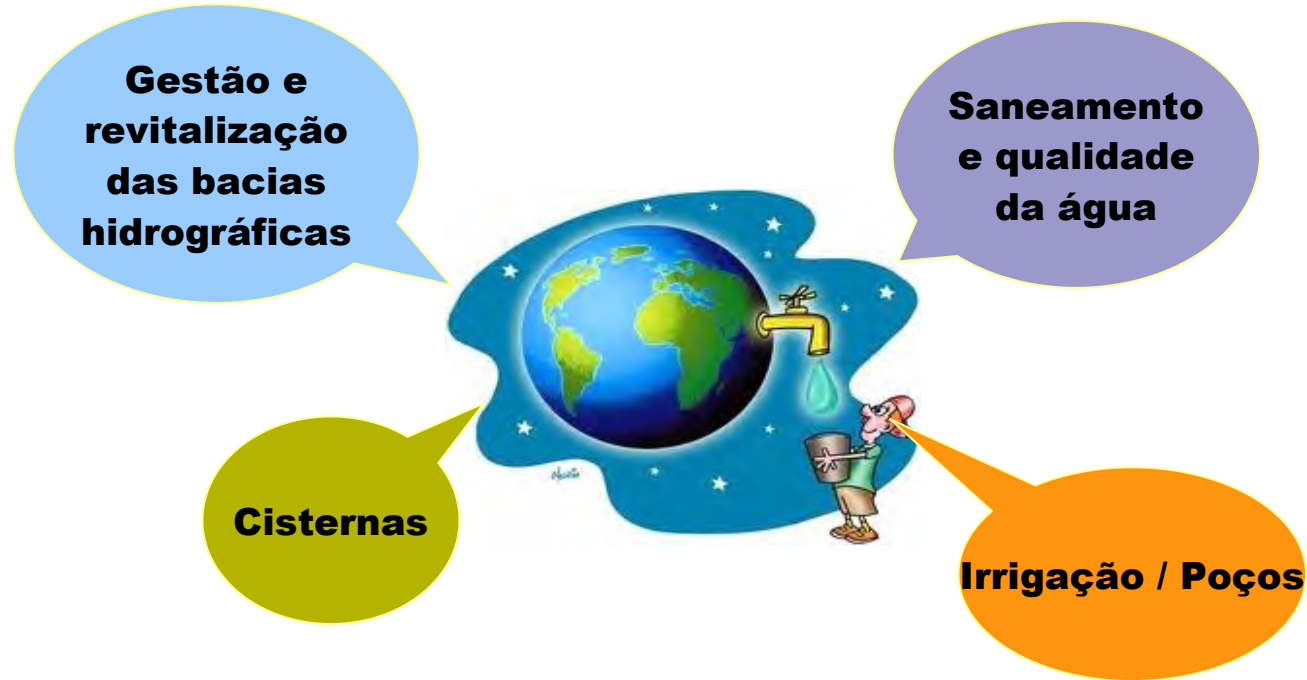 Gestão e
revitalização
das bacias
hidrográficas
Saneamento
e qualidade
da água
Cisternas
Irrigação / Poços